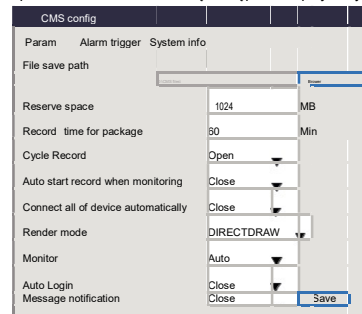 CMS config
Param Alarm trigger System info
File save path
Browser
Reserve space 1024 MB
Record time for package 60 Min
Cycle Record Open
Auto start record when monitoring Close
Connect all of device automatically Close
Render mode DIRECTDRAW
Monitor Auto
Auto Login Close
Message notification Close Save